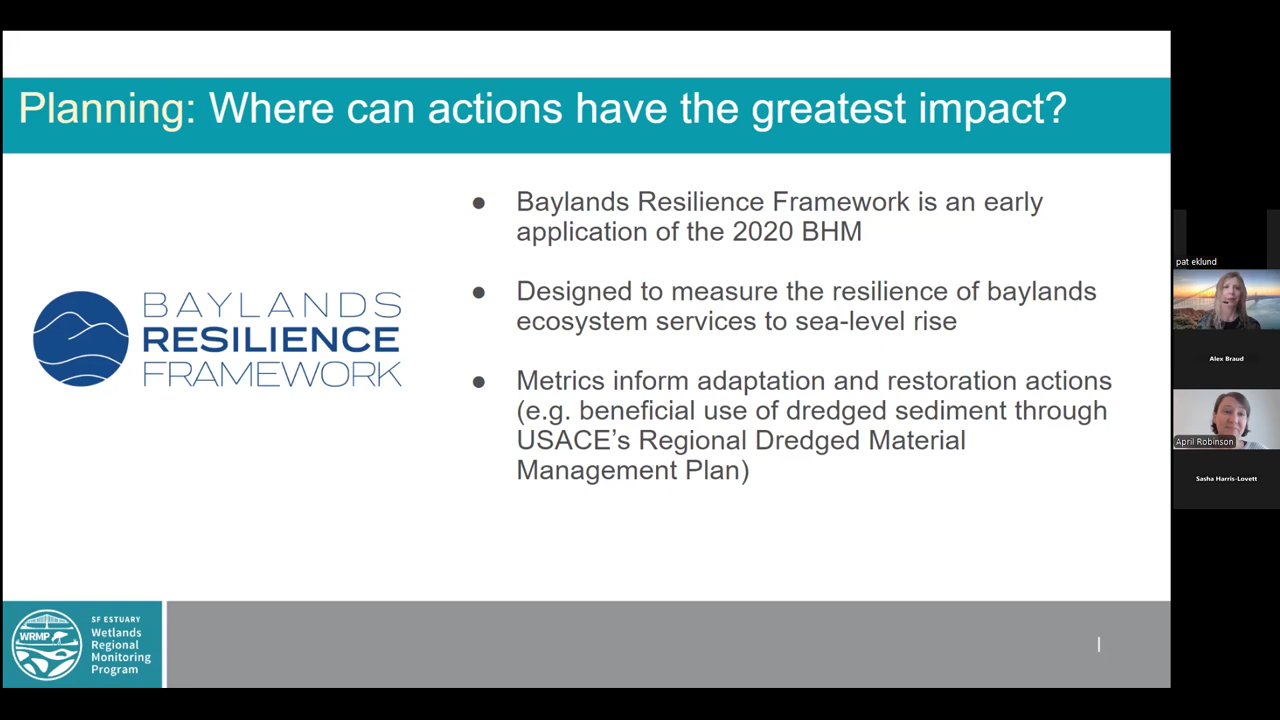 Planning: Where can actions have the greatest impact?
BAYLANDS
RESILIENCE
FRAMEWORK
● Baylands Resilience Framework is an early
application of the 2020 BHM
● Designed to measure the resilience of baylands
ecosystem services to sea-level rise
● Metrics inform adaptation and restoration actions
(e.g. beneficial use of dredged sediment through
USACE’s Regional Dredged Material
Management Plan)
pat eklund
Alex Braud
April Robinson
Sasha Harris-Lovett
WRMP
SF ESTUARY
Wetlands
Regional
Monitoring
Program